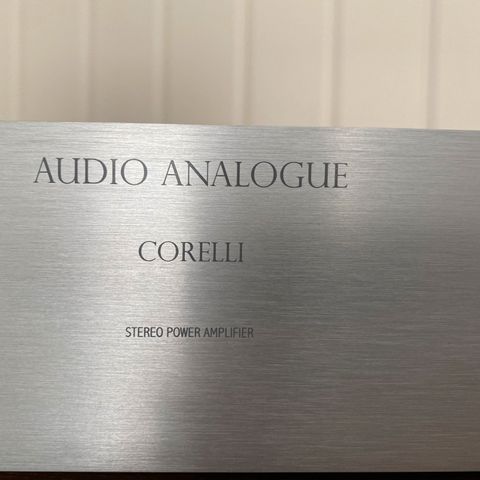 AUDIO ANALOGUE
CORELLI
STEREO POWER AMPLIFIER